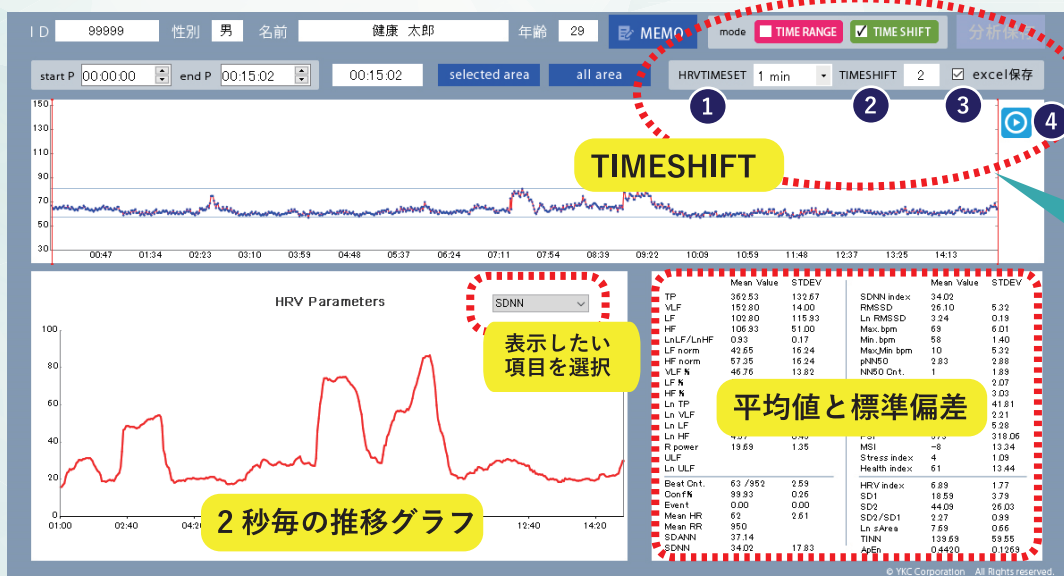 ID 99999 性別 男 名前 健康 太郎 年齢 29 MEMO mode TIME RANGE TIME SHIFT
start P 00:00:00 end P 00:15:02 00:15:02 selected area all area HRVTIMESET 1 min TIMESHIFT 2 excel保存
1 2 3 4
150
130
110
90
70
50
30
TIMESHIFT
00:47 01:34 02:23 03:10 03:59 04:48 05:37 06:24 07:11 07:54 08:39 09:22 10:09 10:59 11:48 12:37 13:25 14:13
HRV Parameters
SDNN
表示したい
項目を選択
100
80
60
40
20
0
01:00 02:40 12:40 14:20
2秒毎の推移グラフ
Mean Value STDEV
TP 362.53 132.67
VLF 152.80 14.00
LF 102.80 115.93
HF 106.93 51.00
LnLF/LnHF 0.93 0.17
LF norm 42.65 16.24
HF norm 57.35 16.24
VLF % 46.76 13.82
LF %
HF %
Ln TP
Ln VLF
Ln LF
Ln HF
R power 19.69 1.35
ULF
Ln ULF
Beat Cnt. 63 /952 2.59
Conf% 99.93 0.26
Event 0.00 0.00
Mean HR 62 2.61
Mean RR 950
SDANN 37.14
SDNN 34.02 17.83
Mean Value STDEV
SDNN index 34.02
RMSSD 26.10 5.32
Ln RMSSD 3.24 0.19
Max.bpm 69 6.01
Min.bpm 58 1.40
Max,Min bpm 10 5.32
pNN50 2.83 2.88
NN50 Cnt. 1 1.89
2.07
3.03
41.81
2.21
5.28
318.06
MSI -8 13.34
Stress index 4 1.09
Health index 61 13.44
HRV index 6.89 1.77
SD1 18.59 3.79
SD2 44.09 26.03
SD2/SD1 2.27 0.99
Ln sArea 7.59 0.66
TINN 139.69 59.55
ApEn 0.4420 0.1269
平均値と標準偏差
© YKC Corporation All Rights reserved.